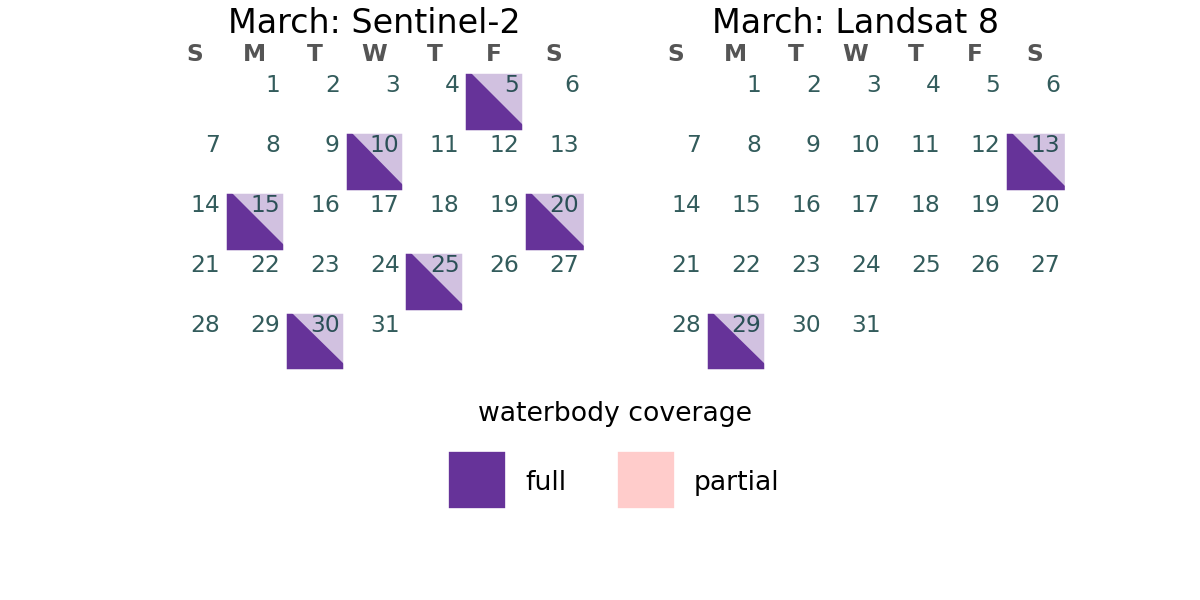 March: Sentinel-2
S M T W T F S
1 2 3 4 5 6
7 8 9 10 11 12 13
14 15 16 17 18 19 20
21 22 23 24 25 26 27
28 29 30 31
March: Landsat 8
S M T W T F S
1 2 3 4 5 6
7 8 9 10 11 12 13
14 15 16 17 18 19 20
21 22 23 24 25 26 27
28 29 30 31
waterbody coverage
full partial